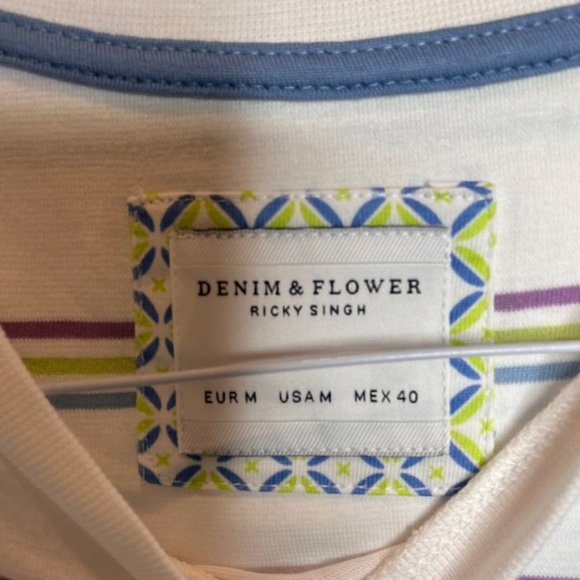 DENIM & FLOWER
RICKY SINGH
EUR M USA M MEX 40